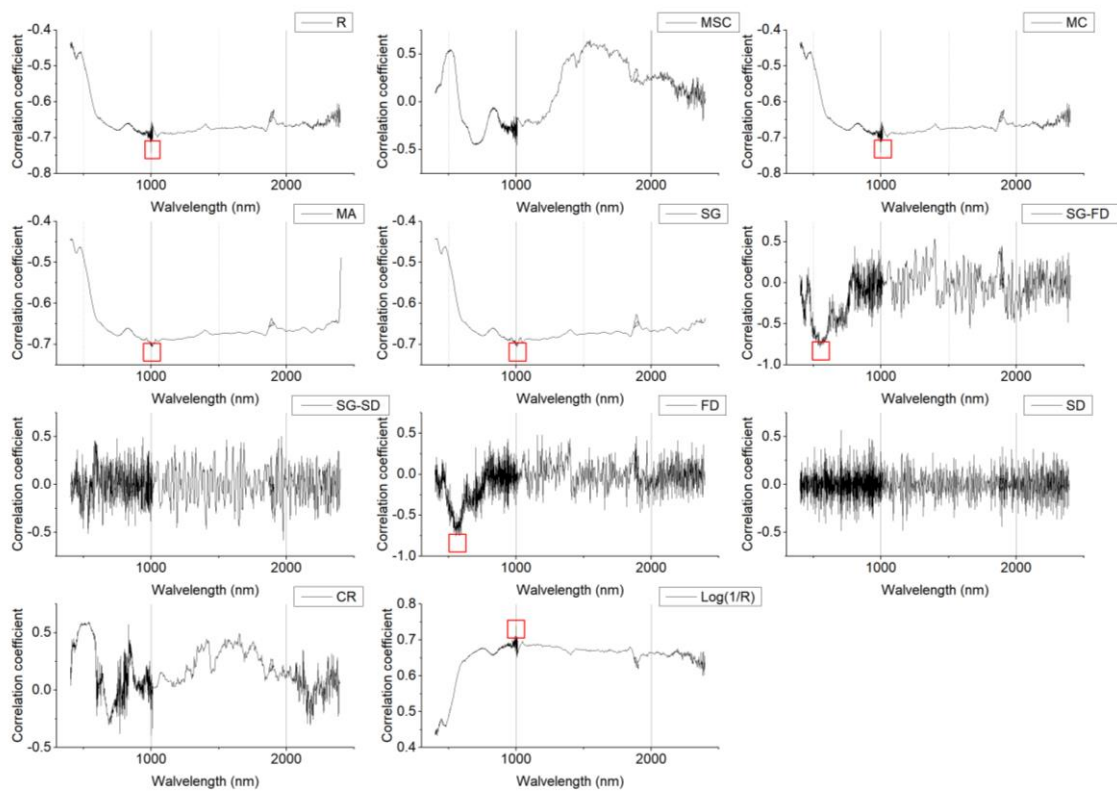 R
-0.4
-0.5
-0.6
-0.7
-0.8
Correlation coefficient
1000
2000
Wavelength (nm)
MSC
0.5
0.0
-0.5
Correlation coefficient
1000
2000
Wavelength (nm)
MC
-0.4
-0.5
-0.6
-0.7
-0.8
Correlation coefficient
1000
2000
Wavelength (nm)
MA
-0.4
-0.5
-0.6
-0.7
Correlation coefficient
1000
2000
Wavelength (nm)
SG
-0.4
-0.5
-0.6
-0.7
Correlation coefficient
1000
2000
Wavelength (nm)
SG-FD
0.5
0.0
-0.5
-1.0
Correlation coefficient
1000
2000
Wavelength (nm)
SG-SD
0.5
0.0
-0.5
Correlation coefficient
1000
2000
Wavelength (nm)
FD
0.5
0.0
-0.5
-1.0
Correlation coefficient
1000
2000
Wavelength (nm)
SD
0.5
0.0
-0.5
Correlation coefficient
1000
2000
Wavelength (nm)
CR
0.5
0.0
-0.5
Correlation coefficient
1000
2000
Wavelength (nm)
Log(1/R)
0.8
0.7
0.6
0.5
0.4
Correlation coefficient
1000
2000
Wavelength (nm)